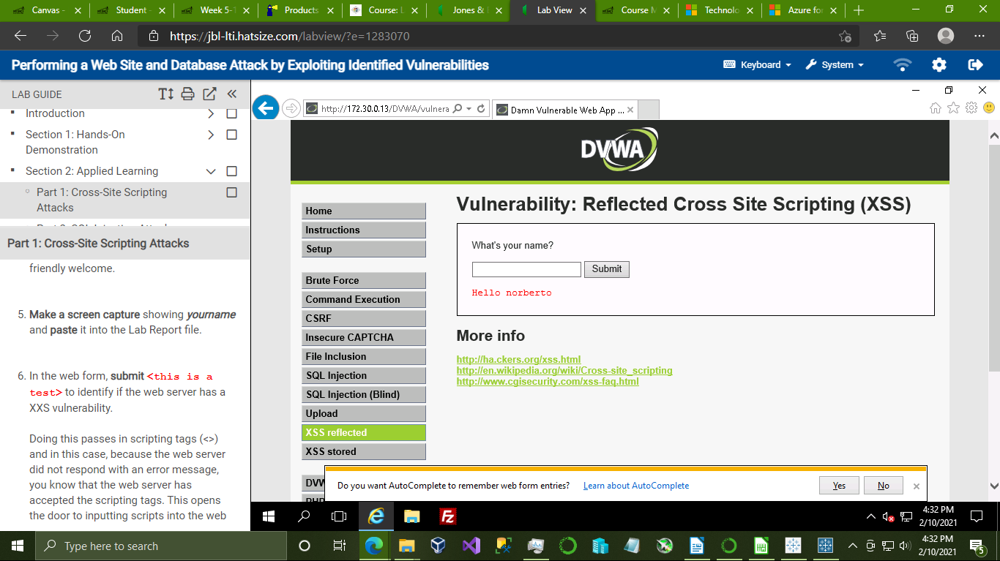 Canvas -
Student -
Week 5-1
Products
Course: L
Jones & B
Lab View
Course M
Technolo
Azure for
https://jbl-lti.hatsize.com/labview/?e=1283070
Performing a Web Site and Database Attack by Exploiting Identified Vulnerabilities
Keyboard
System
LAB GUIDE
Introduction
Section 1: Hands-On
Demonstration
Section 2: Applied Learning
Part 1: Cross-Site Scripting
Attacks
Part 1: Cross-Site Scripting Attacks
friendly welcome.
5. Make a screen capture showing yourname
and paste it into the Lab Report file.
6. In the web form, submit <this is a
test> to identify if the web server has a
XXS vulnerability.
Doing this passes in scripting tags (<>)
and in this case, because the web server
did not respond with an error message,
you know that the web server has
accepted the scripting tags. This opens
the door to inputting scripts into the web
http://172.30.0.13/DVWA/vulnera
Damn Vulnerable Web App ...
DVWA
Home
Instructions
Setup
Brute Force
Command Execution
CSRF
Insecure CAPTCHA
File Inclusion
SQL Injection
SQL Injection (Blind)
Upload
XSS reflected
XSS stored
Vulnerability: Reflected Cross Site Scripting (XSS)
What's your name?
Submit
Hello norberto
More info
http://ha.ckers.org/xss.html
http://en.wikipedia.org/wiki/Cross-site_scripting
http://www.cgisecurity.com/xss-faq.html
Do you want AutoComplete to remember web form entries? Learn about AutoComplete
Yes
No
4:32 PM
2/10/2021
Type here to search
4:32 PM
2/10/2021
5